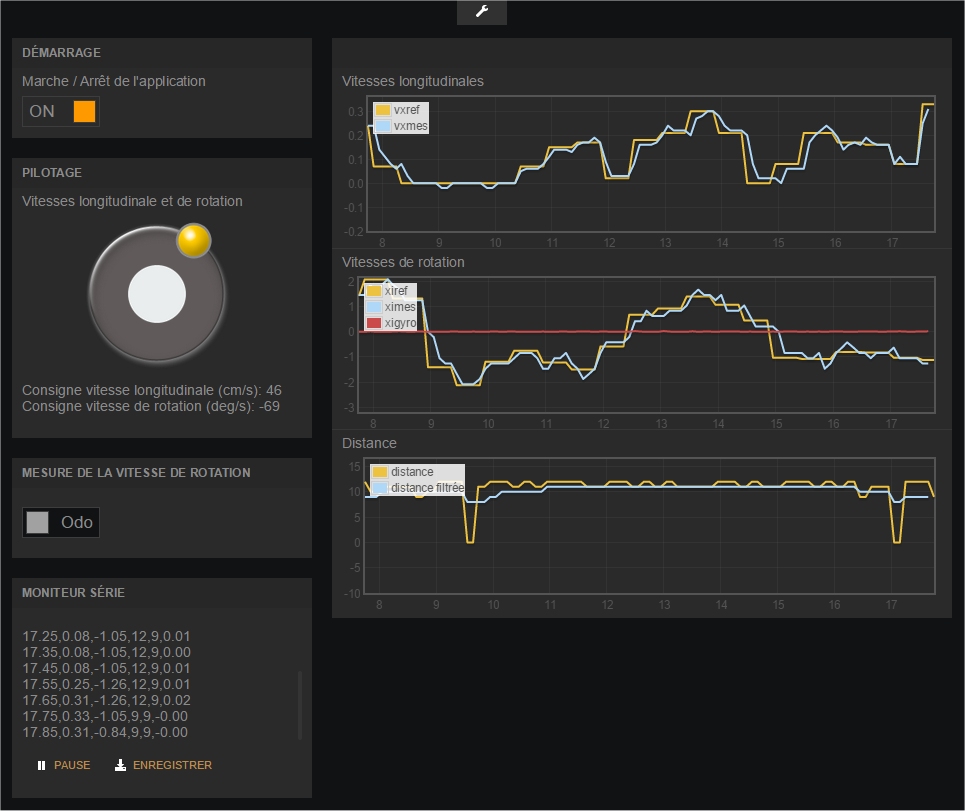 DÉMARRAGE
Marche / Arrêt de l'application
ON
PILOTAGE
Vitesses longitudinale et de rotation
Consigne vitesse longitudinale (cm/s): 46
Consigne vitesse de rotation (deg/s): -69
MESURE DE LA VITESSE DE ROTATION
Odo
MONITEUR SÉRIE
17.25,0.08,-1.05,12,9,0.01
17.35,0.08,-1.05,12,9,0.00
17.45,0.08,-1.05,12,9,0.01
17.55,0.25,-1.26,12,9,0.01
17.65,0.31,-1.26,12,9,0.02
17.75,0.33,-1.05,9,9,-0.00
17.85,0.31,-0.84,9,9,-0.00
PAUSE ENREGISTRER
Vitesses longitudinales
vxref
vxmes
0.3
0.2
0.1
0.0
-0.1
-0.2
8 9 10 11 12 13 14 15 16 17
Vitesses de rotation
xiref
ximes
xigyro
2
1
0
-1
-2
-3
8 9 10 11 12 13 14 15 16 17
Distance
distance
distance filtrée
15
10
5
0
-5
-10
8 9 10 11 12 13 14 15 16 17